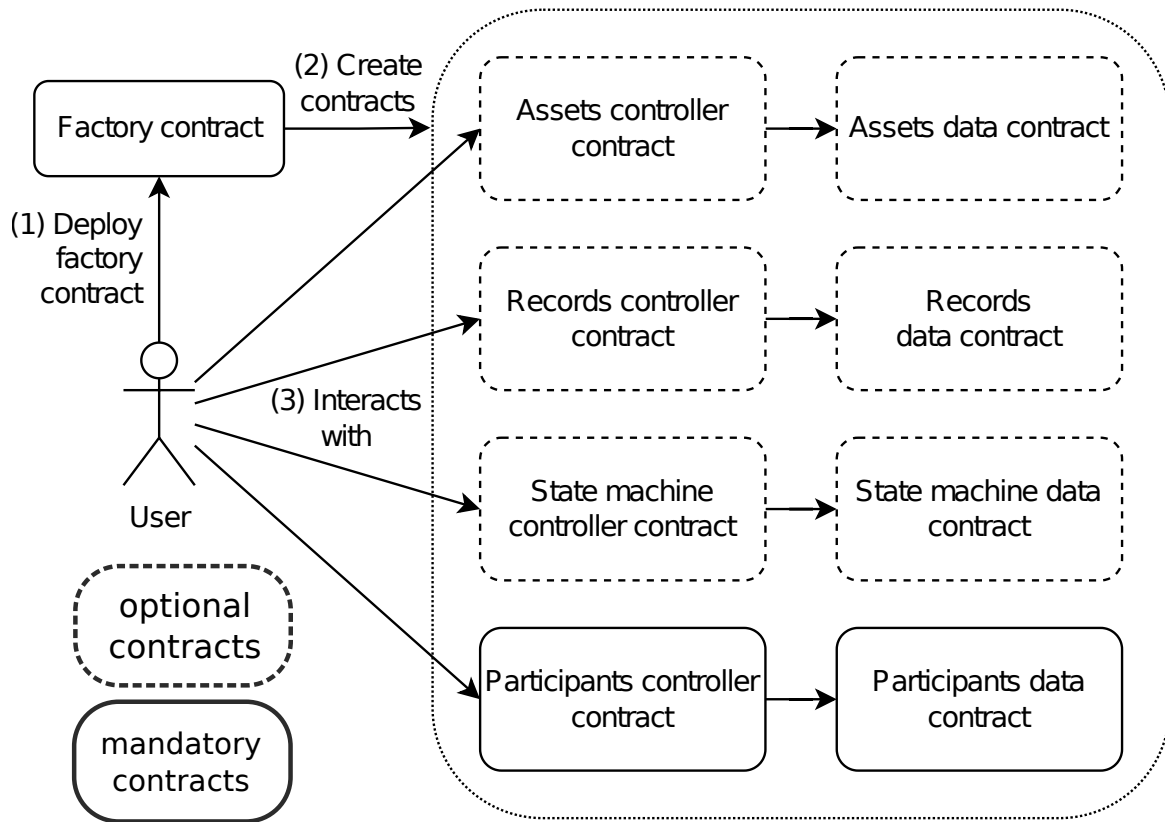 Factory contract
(2) Create
contracts
(1) Deploy
factory
contract
User
(3) Interacts
with
Assets controller
contract
Assets data contract
Records controller
contract
Records
data contract
State machine
controller contract
State machine data
contract
Participants controller
contract
Participants data
contract
optional
contracts
mandatory
contracts